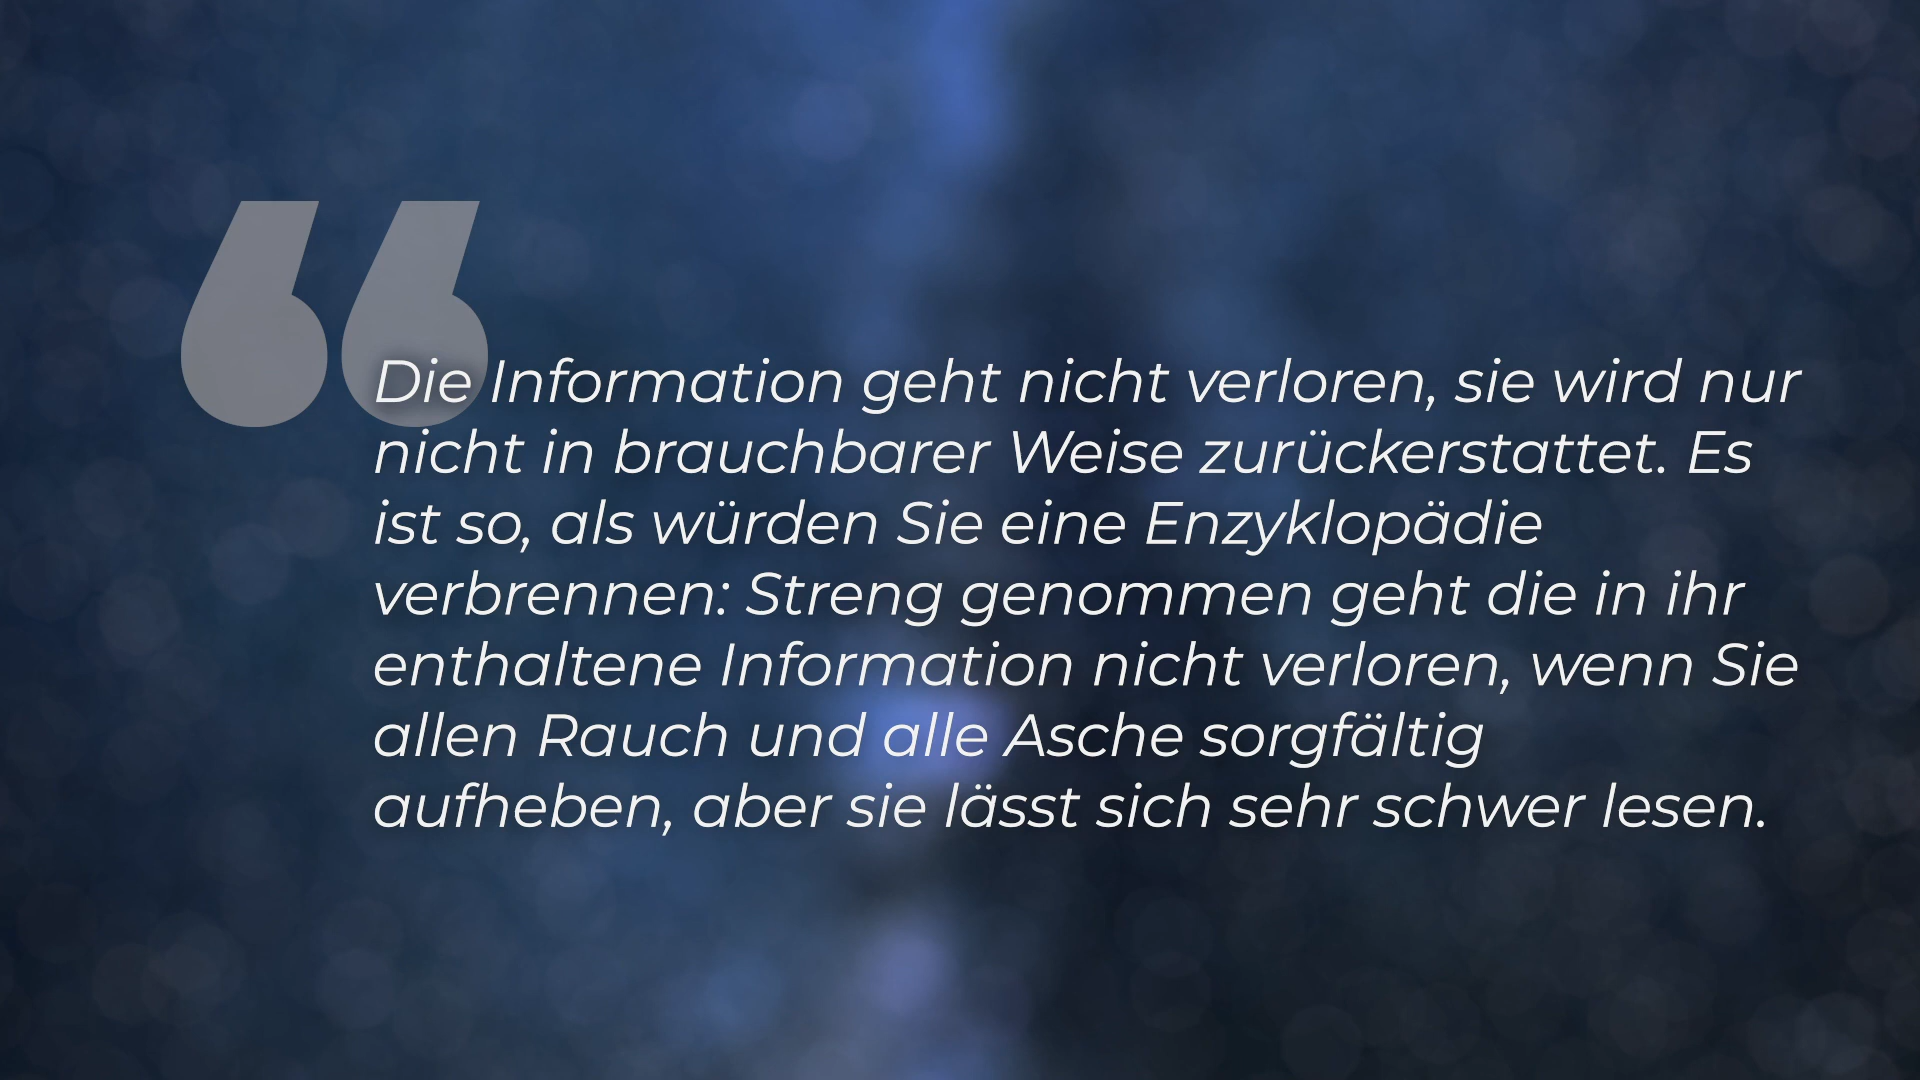 Die Information geht nicht verloren, sie wird nur
nicht in brauchbarer Weise zurückerstattet. Es
ist so, als würden Sie eine Enzyklopädie
verbrennen: Streng genommen geht die in ihr
enthaltene Information nicht verloren, wenn Sie
allen Rauch und alle Asche sorgfältig
aufheben, aber sie lässt sich sehr schwer lesen.